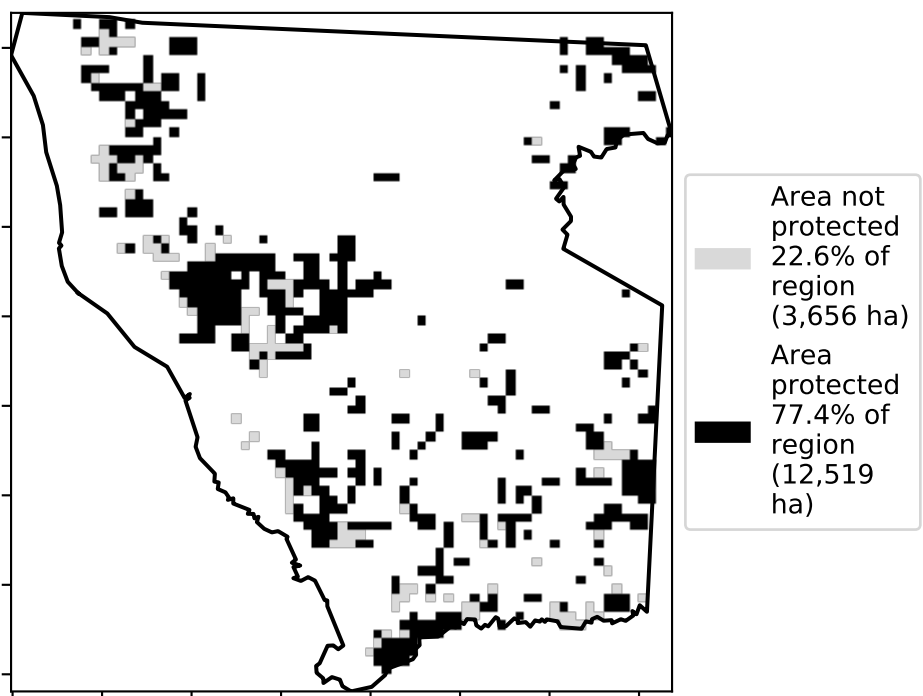 Area not
protected
22.6% of
region
(3,656 ha)
Area
protected
77.4% of
region
(12,519
ha)